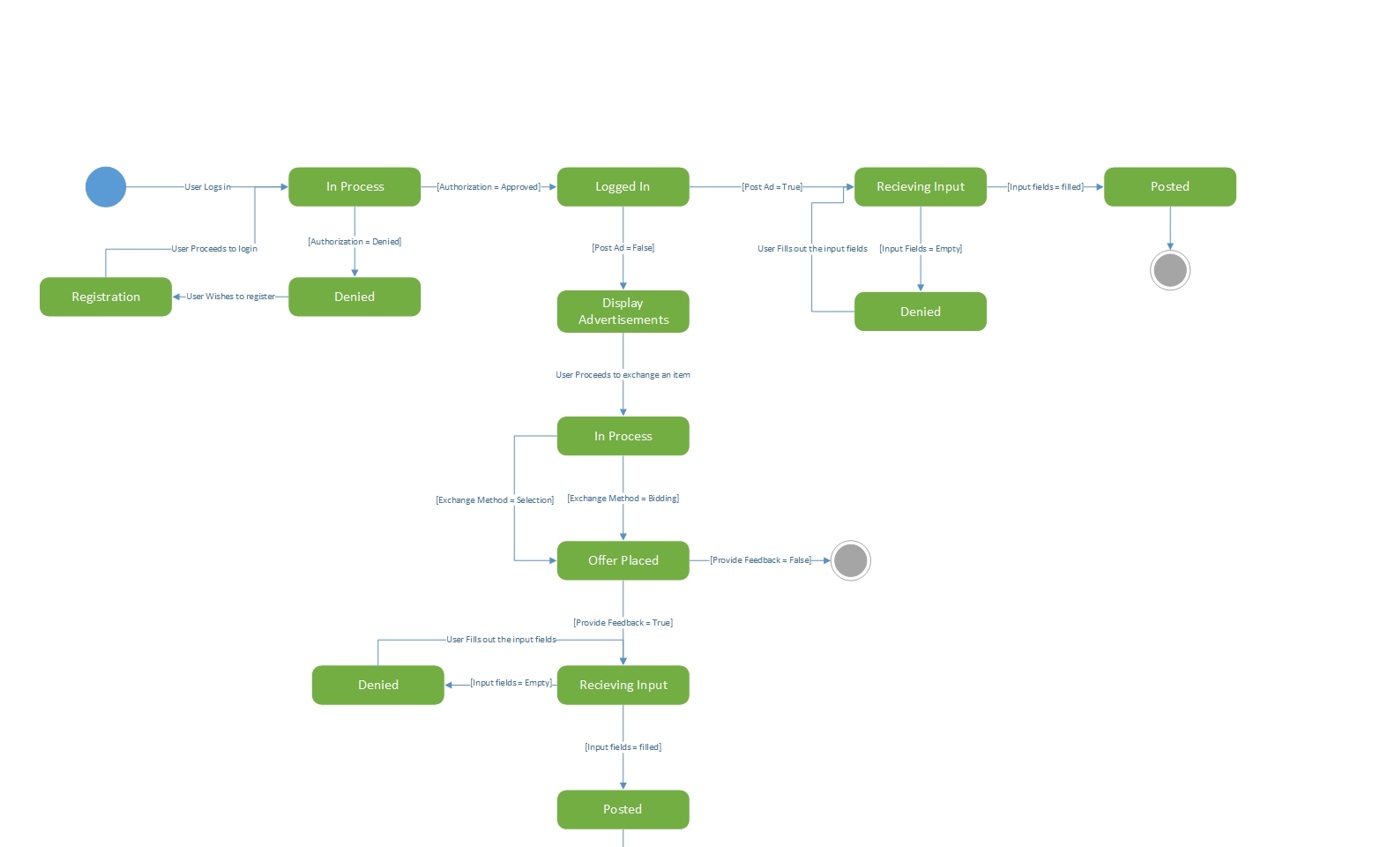 User Logs in
In Process
[Authorization = Approved]
Logged In
[Post Ad = True]
Recieving Input
[Input fields = filled]
Posted
User Proceeds to login
[Authorization = Denied]
[Post Ad = False]
User Fills out the input fields
[Input Fields = Empty]
Registration
User Wishes to register
Denied
Display
Advertisements
Denied
User Proceeds to exchange an item
In Process
[Exchange Method = Selection]
[Exchange Method = Bidding]
Offer Placed
[Provide Feedback = False]
[Provide Feedback = True]
User Fills out the input fields
Denied
[Input fields = Empty]
Recieving Input
[Input fields = filled]
Posted